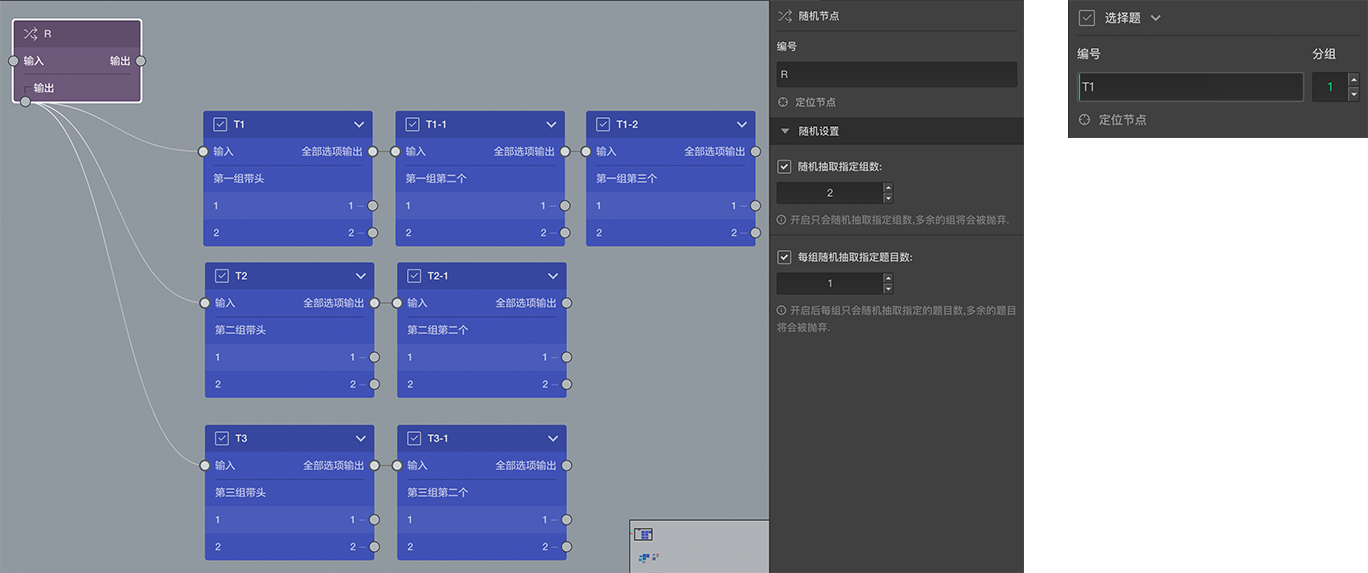 R
输入 输出
输出
T1
输入 全部选项输出
第一组带头
1 1
2 2
T1-1
输入 全部选项输出
第一组第二个
1 1
2 2
T1-2
输入 全部选项输出
第一组第三个
1 1
2 2
T2
输入 全部选项输出
第二组带头
1 1
2 2
T2-1
输入 全部选项输出
第二组第二个
1 1
2 2
T3
输入 全部选项输出
第三组带头
1 1
2 2
T3-1
输入 全部选项输出
第三组第二个
1 1
2 2
随机节点
编号
R
定位节点
随机设置
随机抽取指定组数:
2
开启只会随机抽取指定组数,多余的组将会被抛弃.
每组随机抽取指定题目数:
1
开启后每组只会随机抽取指定的题目数,多余的题目
将会被抛弃.
选择题
编号 分组
T1 1
定位节点